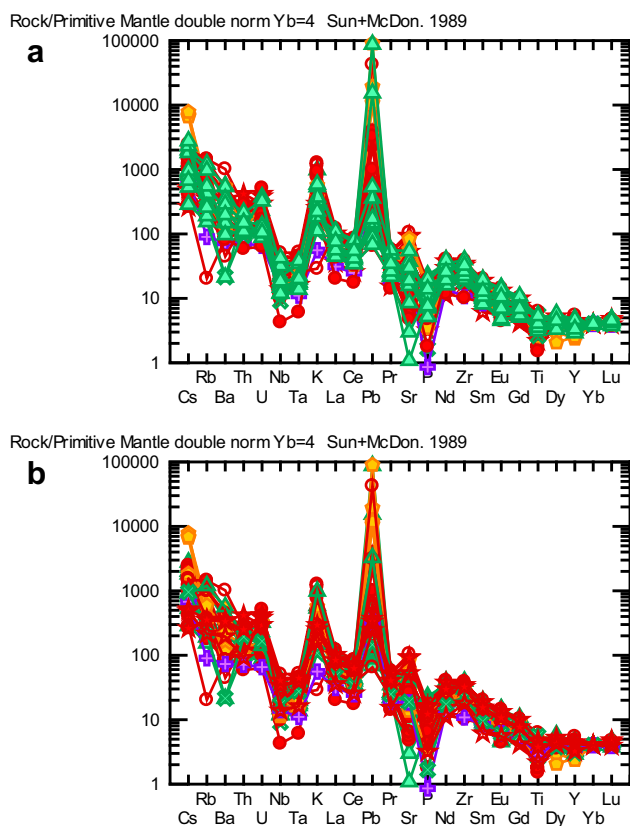 Rock/Primitive Mantle double norm Yb=4 Sun+McDon. 1989
a
100000
10000
1000
100
10
1
Rb Th Nb K Ce Pr P Zr Eu Ti Y Lu
Cs Ba U Ta La Pb Sr Nd Sm Gd Dy Yb
Rock/Primitive Mantle double norm Yb=4 Sun+McDon. 1989
b
100000
10000
1000
100
10
1
Rb Th Nb K Ce Pr P Zr Eu Ti Y Lu
Cs Ba U Ta La Pb Sr Nd Sm Gd Dy Yb